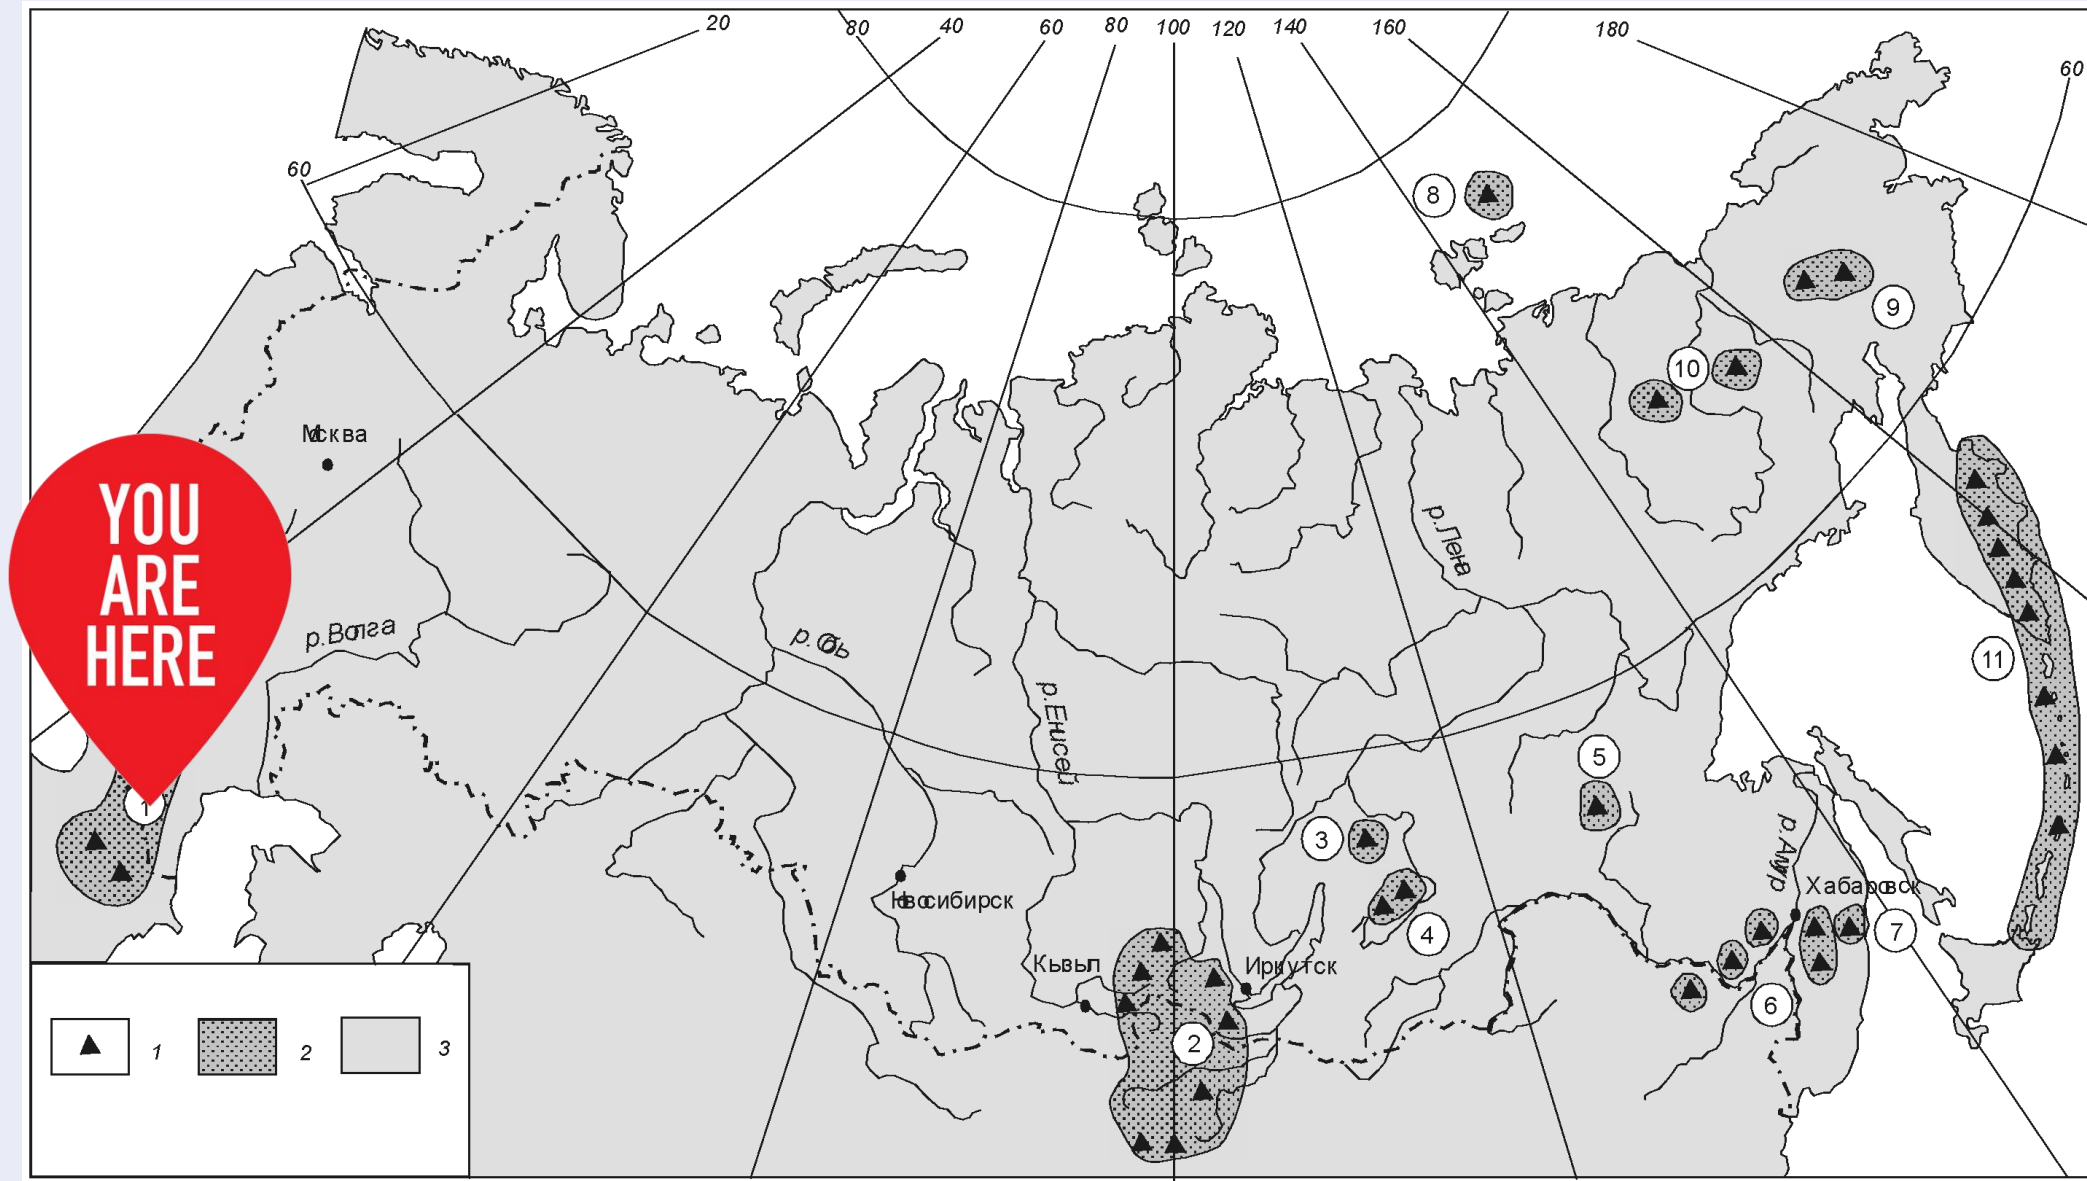 20
80
40
60
80
100
120
140
160
180
60
60
8
9
10
Москва
YOU
ARE
HERE
р.Лена
р.Волга
р.Обь
11
р.Енисей
5
1
3
р.Амур
Хабаровск
Новосибирск
4
7
Кызыл
Иркутск
6
2
1
2
3